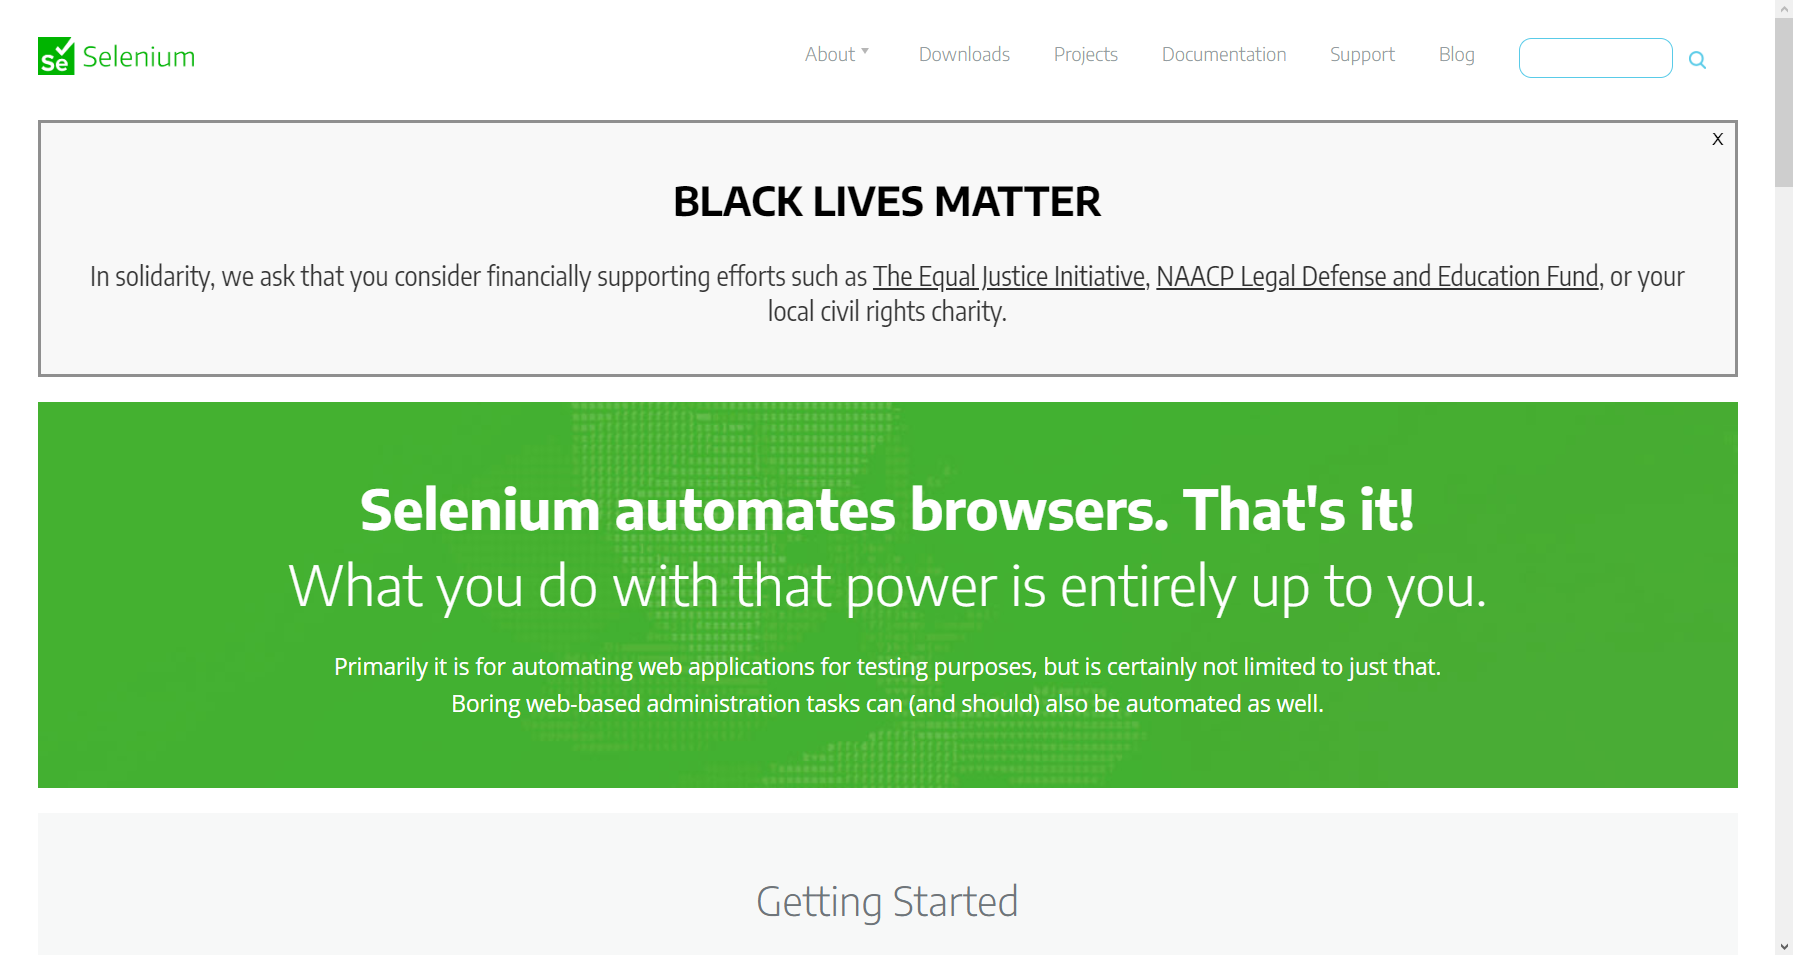 Se Selenium
About Downloads Projects Documentation Support Blog
X
BLACK LIVES MATTER
In solidarity, we ask that you consider financially supporting efforts such as The Equal Justice Initiative, NAACP Legal Defense and Education Fund, or your
local civil rights charity.
Selenium automates browsers. That's it!
What you do with that power is entirely up to you.
Primarily it is for automating web applications for testing purposes, but is certainly not limited to just that.
Boring web-based administration tasks can (and should) also be automated as well.
Getting Started